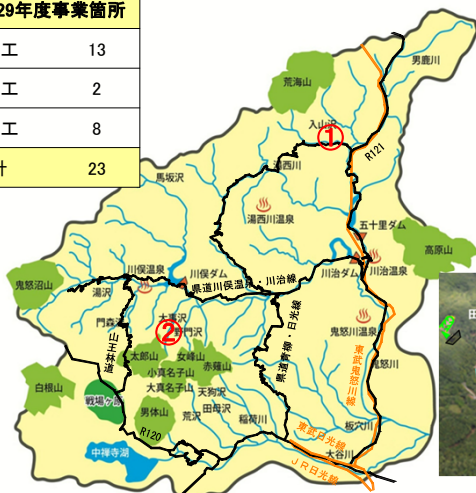 29年度事業箇所
工 13
工 2
工 8
計 23
男鹿川
荒海山
入山沢
①
R121
湯西川
馬坂沢
湯西川温泉
五十里ダム
高原山
川俣温泉
川俣ダム
川治ダム
川治温泉
鬼怒沼山
湯沢
県道川俣温泉・川治線
門森沢
②
野門沢
山王林道
県道栗山・日光線
鬼怒川温泉
東武鬼怒川線
鬼怒川
太郎山
女峰山
赤薙山
小真名子山
大真名子山
白根山
戦場ヶ原
男体山
荒沢
天狗沢
田母沢
稲荷川
板穴川
R120
東武日光線
大谷川
中禅寺湖
JR日光線
田